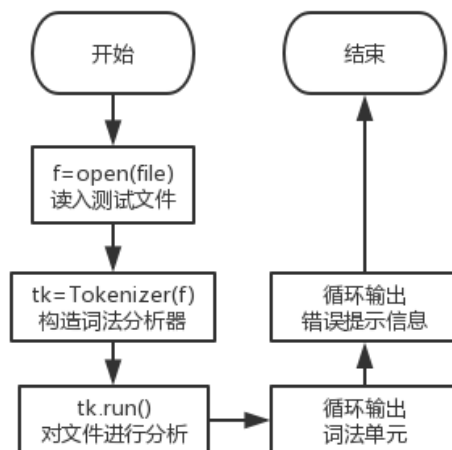 开始
f=open(file)
读入测试文件
tk=Tokenizer(f)
构造词法分析器
tk.run()
对文件进行分析
循环输出
词法单元
循环输出
错误提示信息
结束